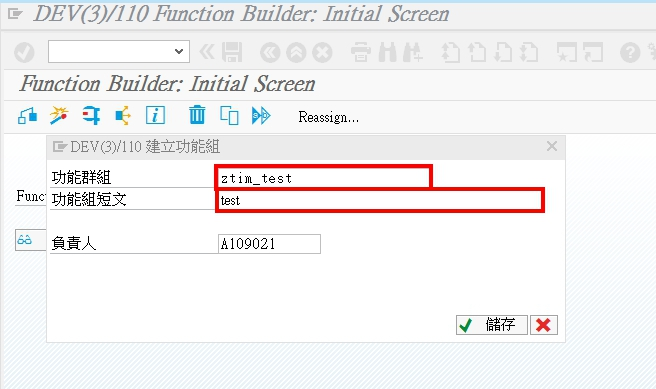 DEV(3)/110 Function Builder: Initial Screen
Function Builder: Initial Screen
Reassign...
DEV(3)/110 建立功能組
功能群組 ztim_test
Func 功能組短文 test
負責人 A109021
儲存